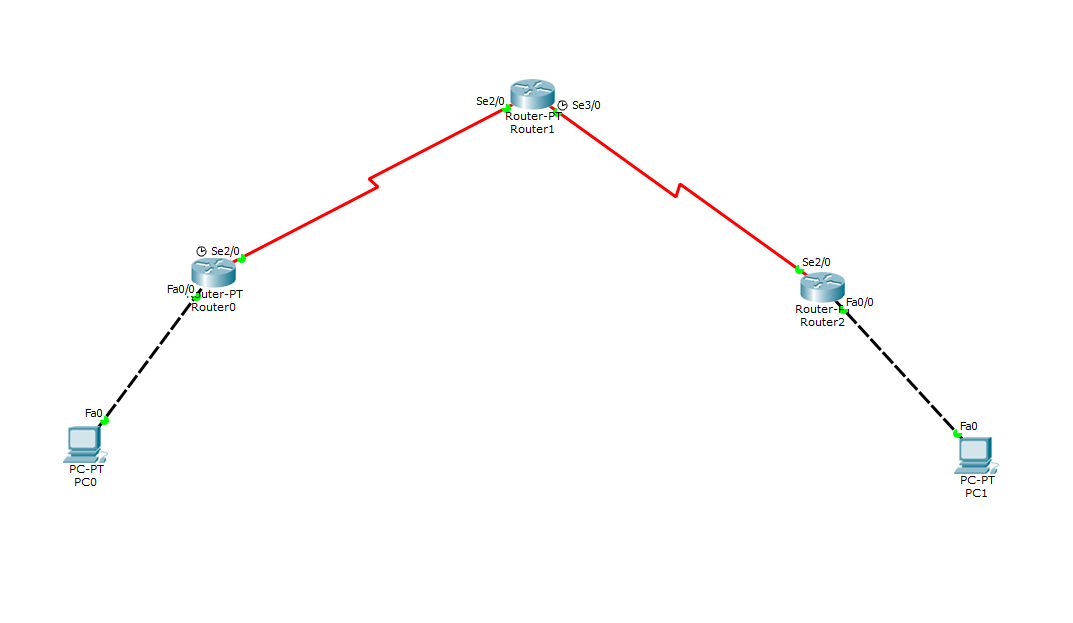 Se2/0
Se3/0
Router-PT
Router1
Se2/0
Fa0/0
Router-PT
Router0
Se2/0
Fa0/0
Router-PT
Router2
Fa0
PC-PT
PC0
Fa0
PC-PT
PC1